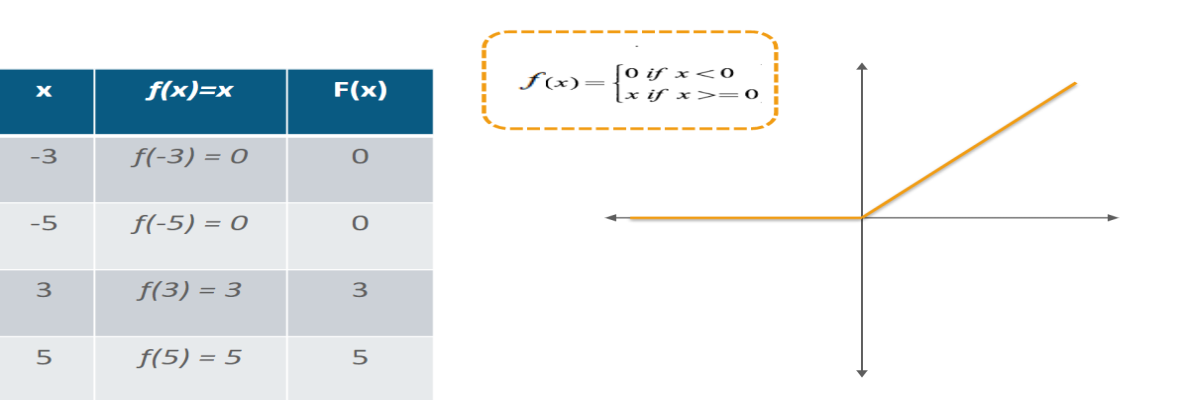 x f(x)=x F(x)
-3 f(-3) = 0 0
-5 f(-5) = 0 0
3 f(3) = 3 3
5 f(5) = 5 5
f(x)={0 if x<0
x if x>=0